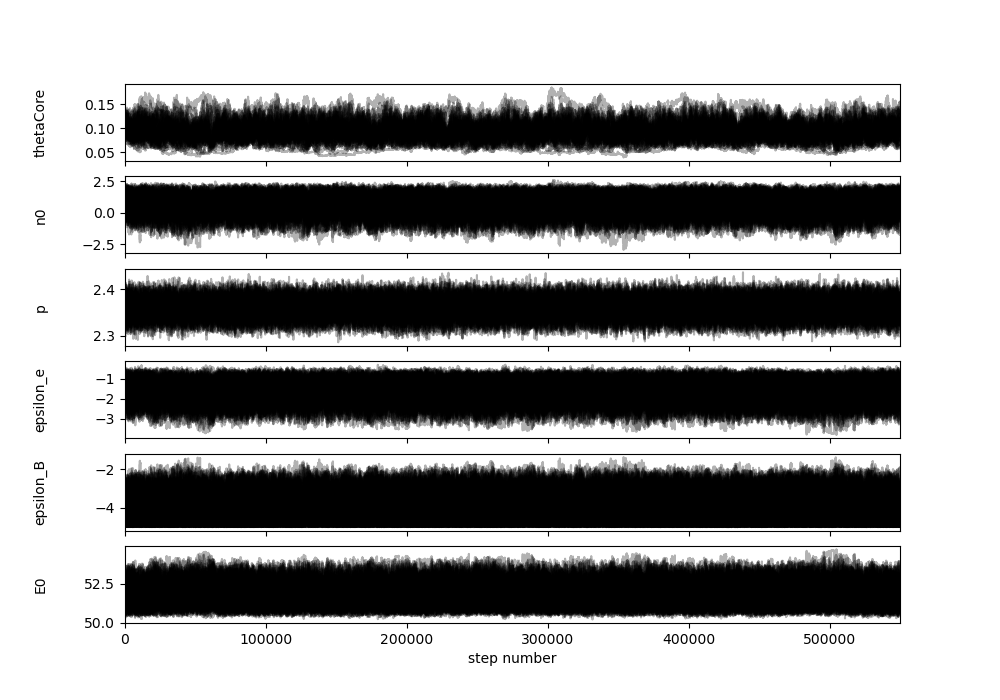 thetaCore
0.15
0.10
0.05
n0
2.5
0.0
−2.5
p
2.4
2.3
epsilon_e
−1
−2
−3
epsilon_B
−2
−4
E0
52.5
50.0
0 100000 200000 300000 400000 500000
step number